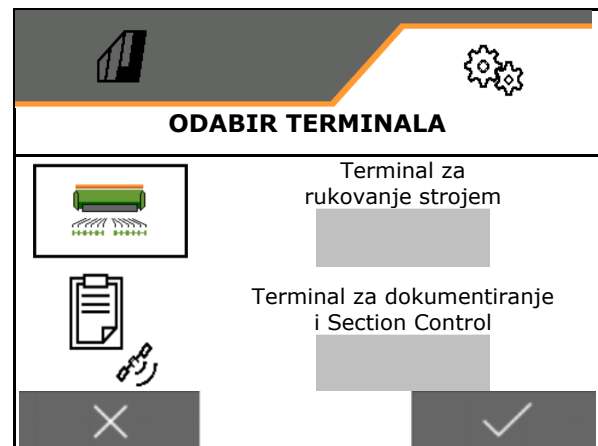 ODABIR TERMINALA
Terminal za
rukovanje strojem
Terminal za dokumentiranje
i Section Control